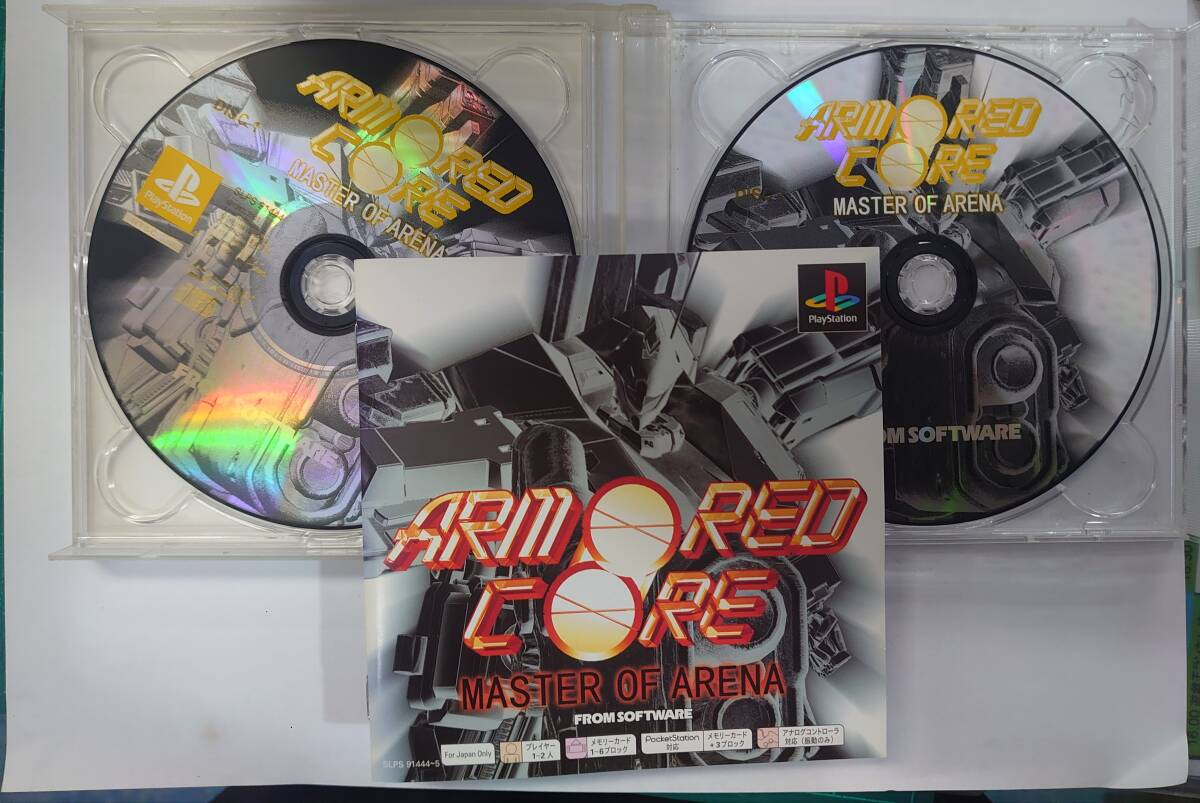 DISC 1
ARMORED
CORE
MASTER OF ARENA
PlayStation
SLPS 91444
ARMORED
CORE
MASTER OF ARENA
DISC
FROM SOFTWARE
PlayStation
ARMORED
CORE
MASTER OF ARENA
FROM SOFTWARE
For Japan Only
プレイヤー
1~2人
メモリーカード
1~6ブロック
PocketStation
対応
メモリーカード
+3ブロック
アナログコントローラ
対応(振動のみ)
SLPS 91444~5